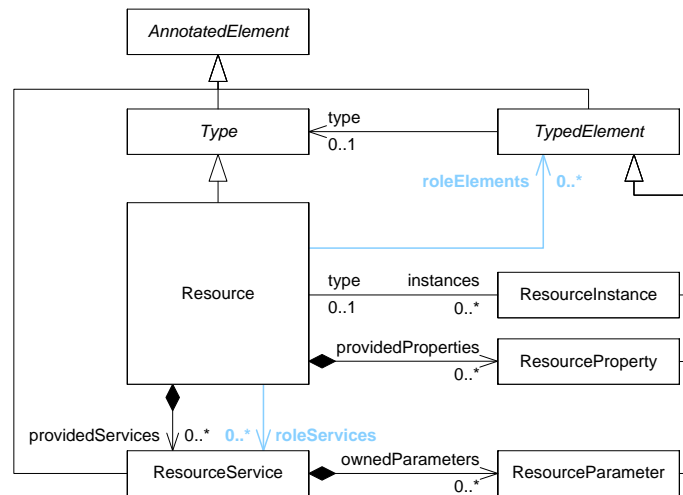 AnnotatedElement
type
Type
TypedElement
0..1
roleElements 0..*
Resource
type instances
ResourceInstance
0..1 0..*
providedProperties
ResourceProperty
0..*
providedServices 0..* 0..* roleServices
ownedParameters
ResourceService
ResourceParameter
0..*